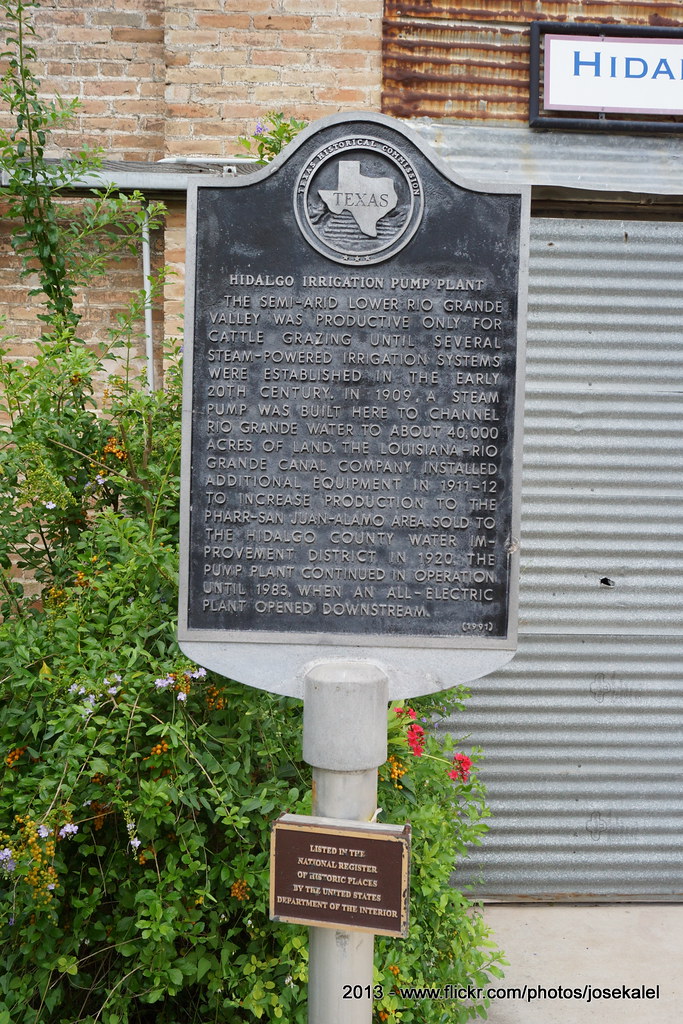 HIDAL
TEXAS HISTORICAL COMMISSION
TEXAS
HIDALGO IRRIGATION PUMP PLANT
THE SEMI-ARID LOWER RIO GRANDE
VALLEY WAS PRODUCTIVE ONLY FOR
CATTLE GRAZING UNTIL SEVERAL
STEAM-POWERED IRRIGATION SYSTEMS
WERE ESTABLISHED IN THE EARLY
20TH CENTURY. IN 1909, A STEAM
PUMP WAS BUILT HERE TO CHANNEL
RIO GRANDE WATER TO ABOUT 40,000
ACRES OF LAND. THE LOUISIANA-RIO
GRANDE CANAL COMPANY INSTALLED
ADDITIONAL EQUIPMENT IN 1911-12
TO INCREASE PRODUCTION TO THE
PHARR-SAN JUAN-ALAMO AREA. SOLD TO
THE HIDALGO COUNTY WATER IM-
PROVEMENT DISTRICT IN 1920, THE
PUMP PLANT CONTINUED IN OPERATION
UNTIL 1983, WHEN AN ALL-ELECTRIC
PLANT OPENED DOWNSTREAM.
(1991)
LISTED IN THE
NATIONAL REGISTER
OF HISTORIC PLACES
BY THE UNITED STATES
DEPARTMENT OF THE INTERIOR
2013 - www.flickr.com/photos/josekalel